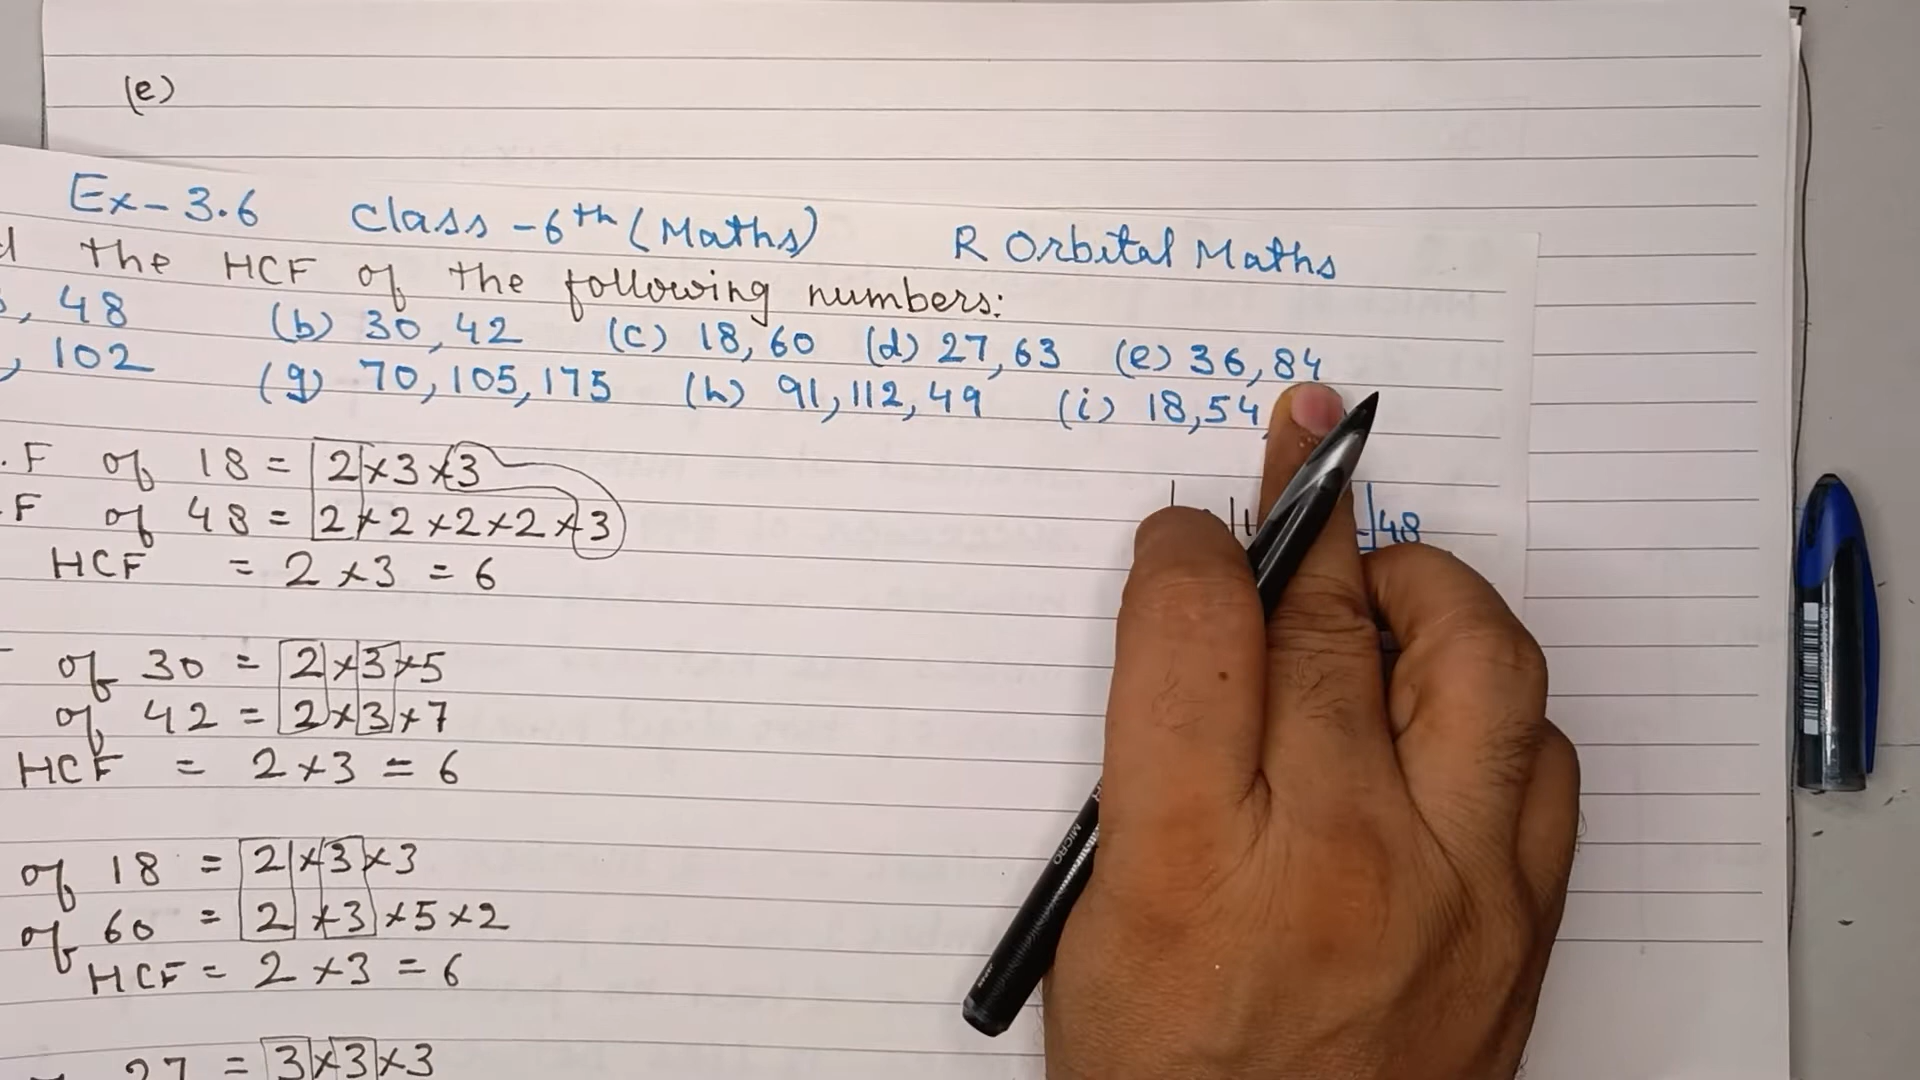 (e)
Ex-3.6 Class-6th (Maths) R Orbital Maths
the HCF of the following numbers:
, 48 (b) 30, 42 (c) 18, 60 (d) 27, 63 (e) 36, 84
, 102 (g) 70, 105, 175 (h) 91, 112, 49 (i) 18, 54,
.F of 18 = 2×3×3
F of 48 = 2×2×2×2×3
48
HCF = 2×3 = 6
of 30 = 2×3×5
of 42 = 2×3×7
HCF = 2×3 = 6
of 18 = 2×3×3
of 60 = 2×3×5×2
HCF = 2×3 = 6
27 = 3×3×3
MICRO